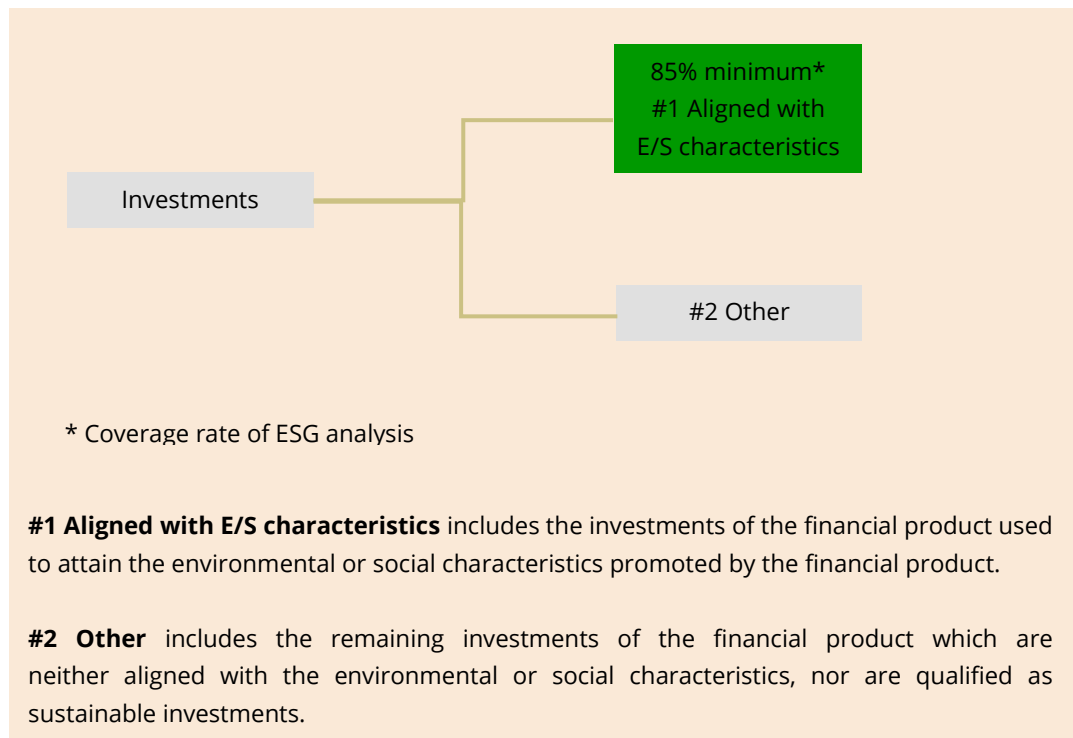 85% minimum*
#1 Aligned with
E/S characteristics
Investments
#2 Other
* Coverage rate of ESG analysis
#1 Aligned with E/S characteristics includes the investments of the financial product used
to attain the environmental or social characteristics promoted by the financial product.
#2 Other includes the remaining investments of the financial product which are
neither aligned with the environmental or social characteristics, nor are qualified as
sustainable investments.